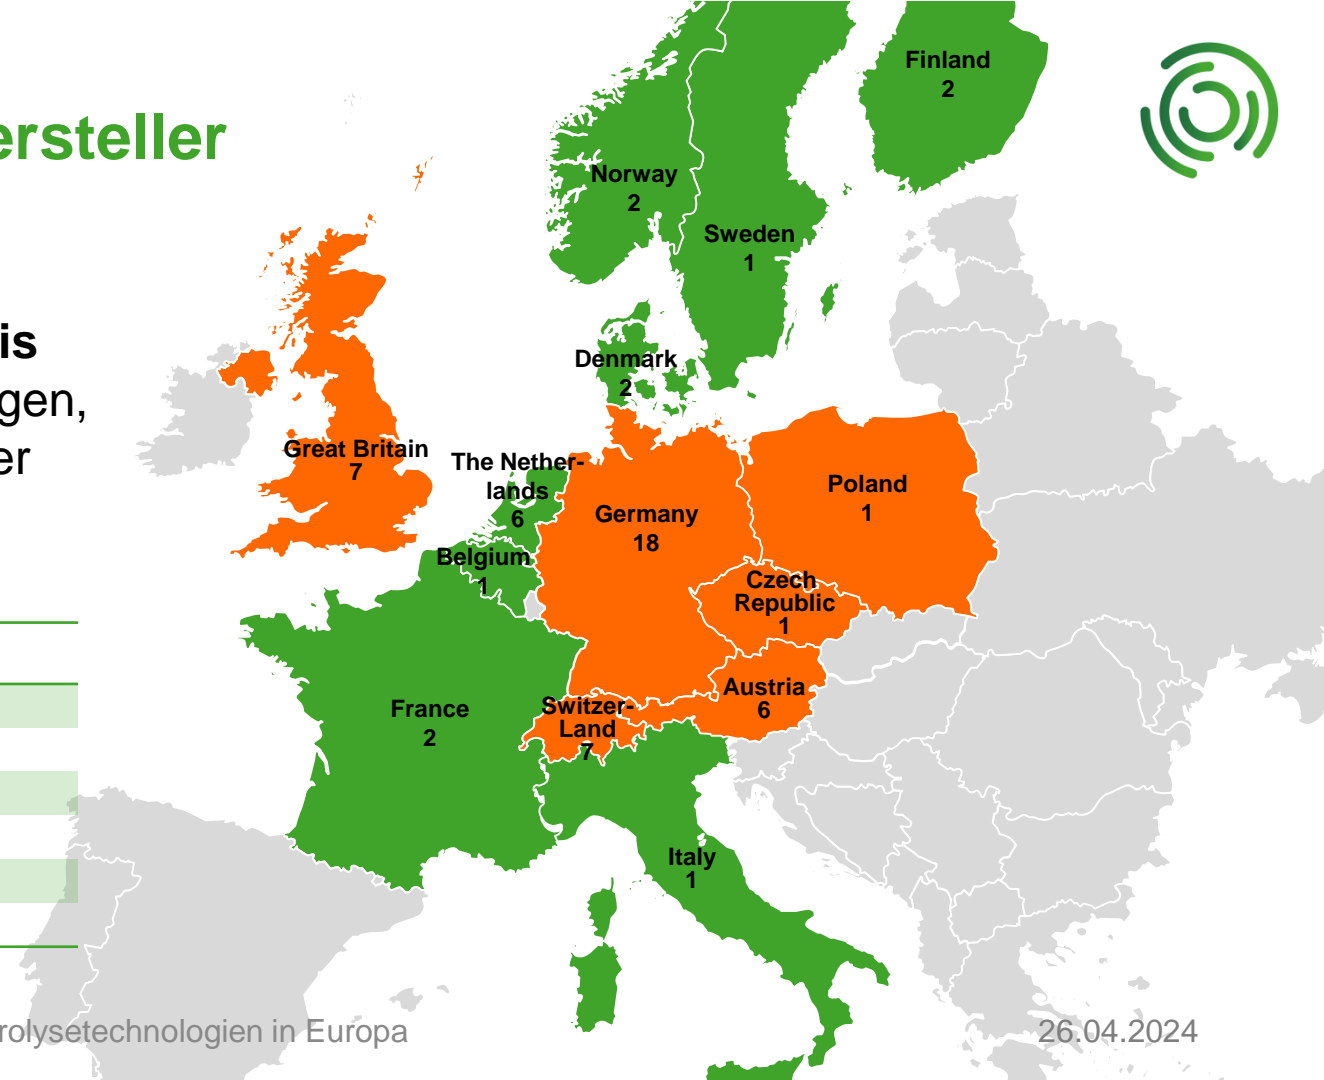 ersteller
is
gen,
er
Finland
2
Norway
2
Sweden
1
Denmark
2
Great Britain
7
The Nether-
lands
6
Germany
18
Poland
1
Belgium
1
Czech
Republic
1
Austria
6
Switzer-
Land
7
France
2
Italy
1
rolysetechnologien in Europa
26.04.2024